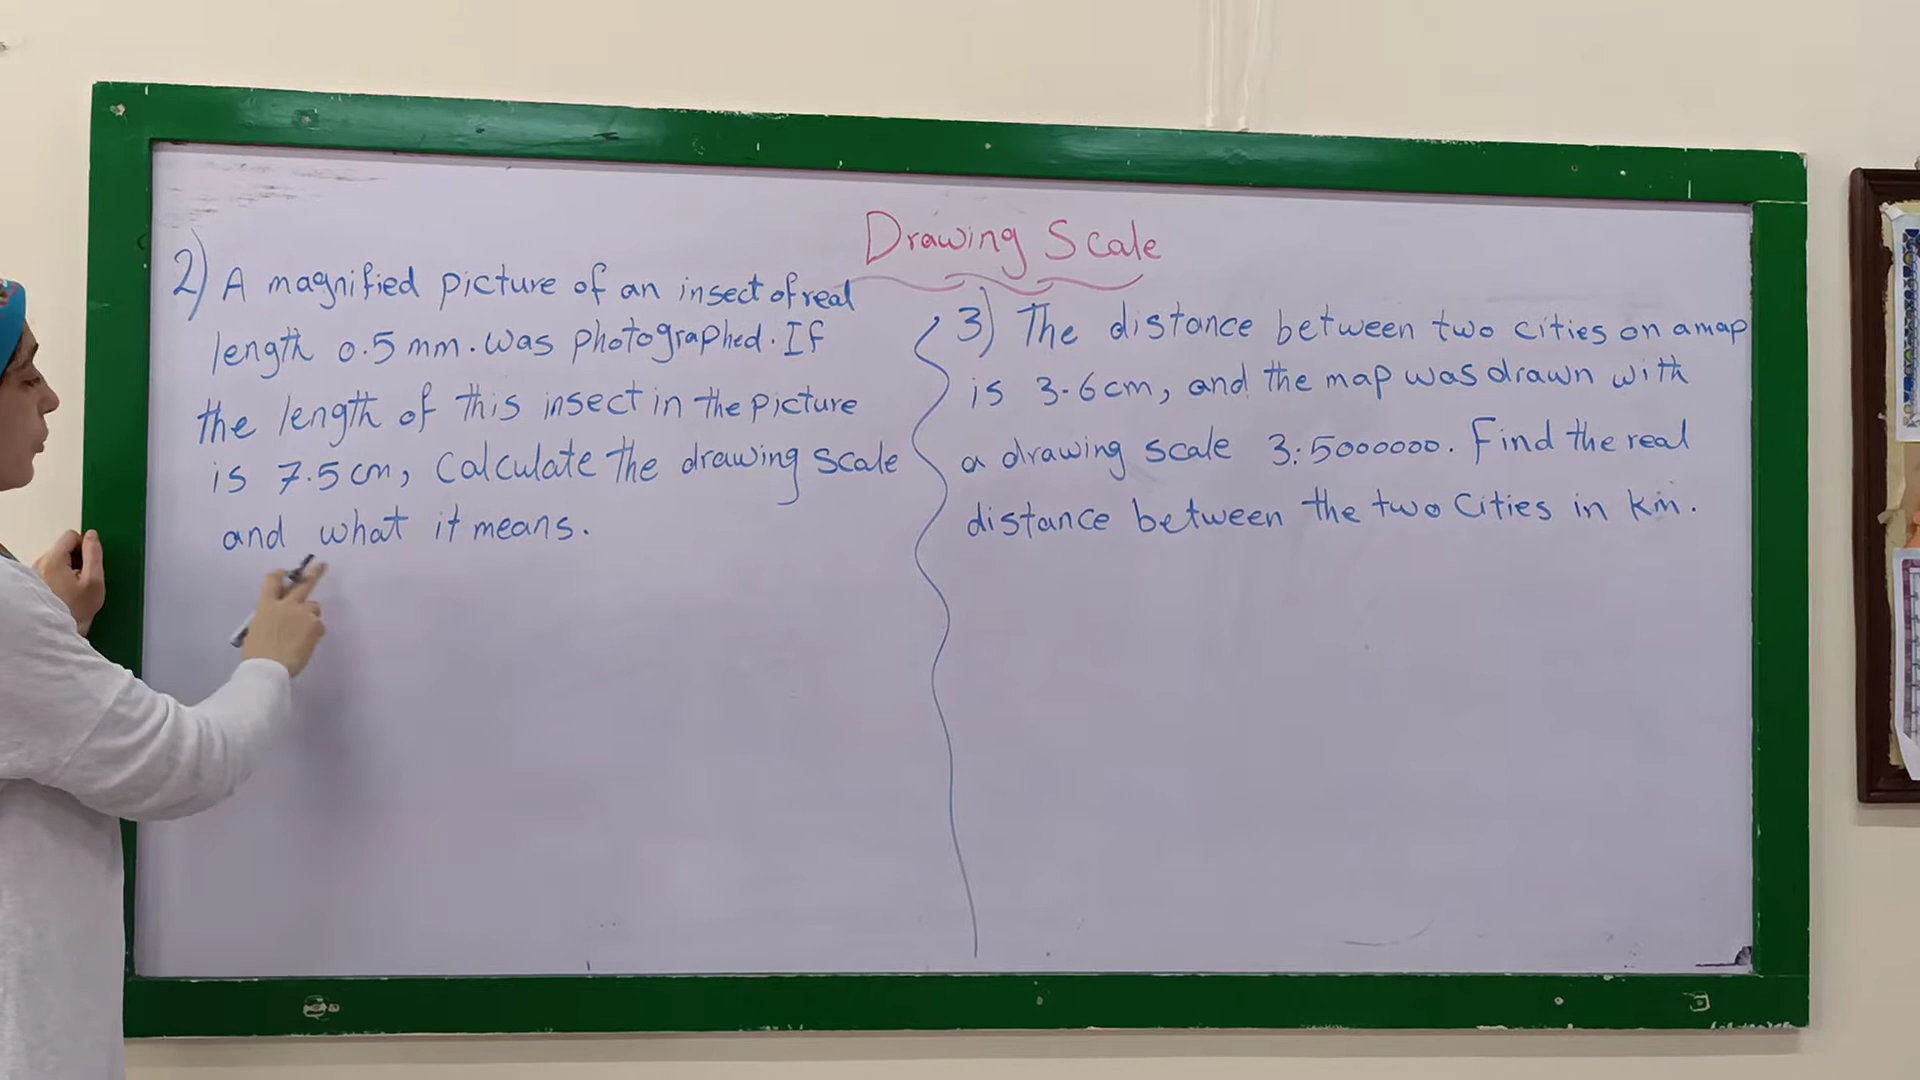 Drawing Scale
2) A magnified picture of an insect of real
length 0.5 mm. was photographed. If
the length of this insect in the picture
is 7.5 cm, calculate the drawing scale
and what it means.
3) The distance between two cities on a map
is 3.6 cm, and the map was drawn with
a drawing scale 3:5000000. Find the real
distance between the two cities in km.